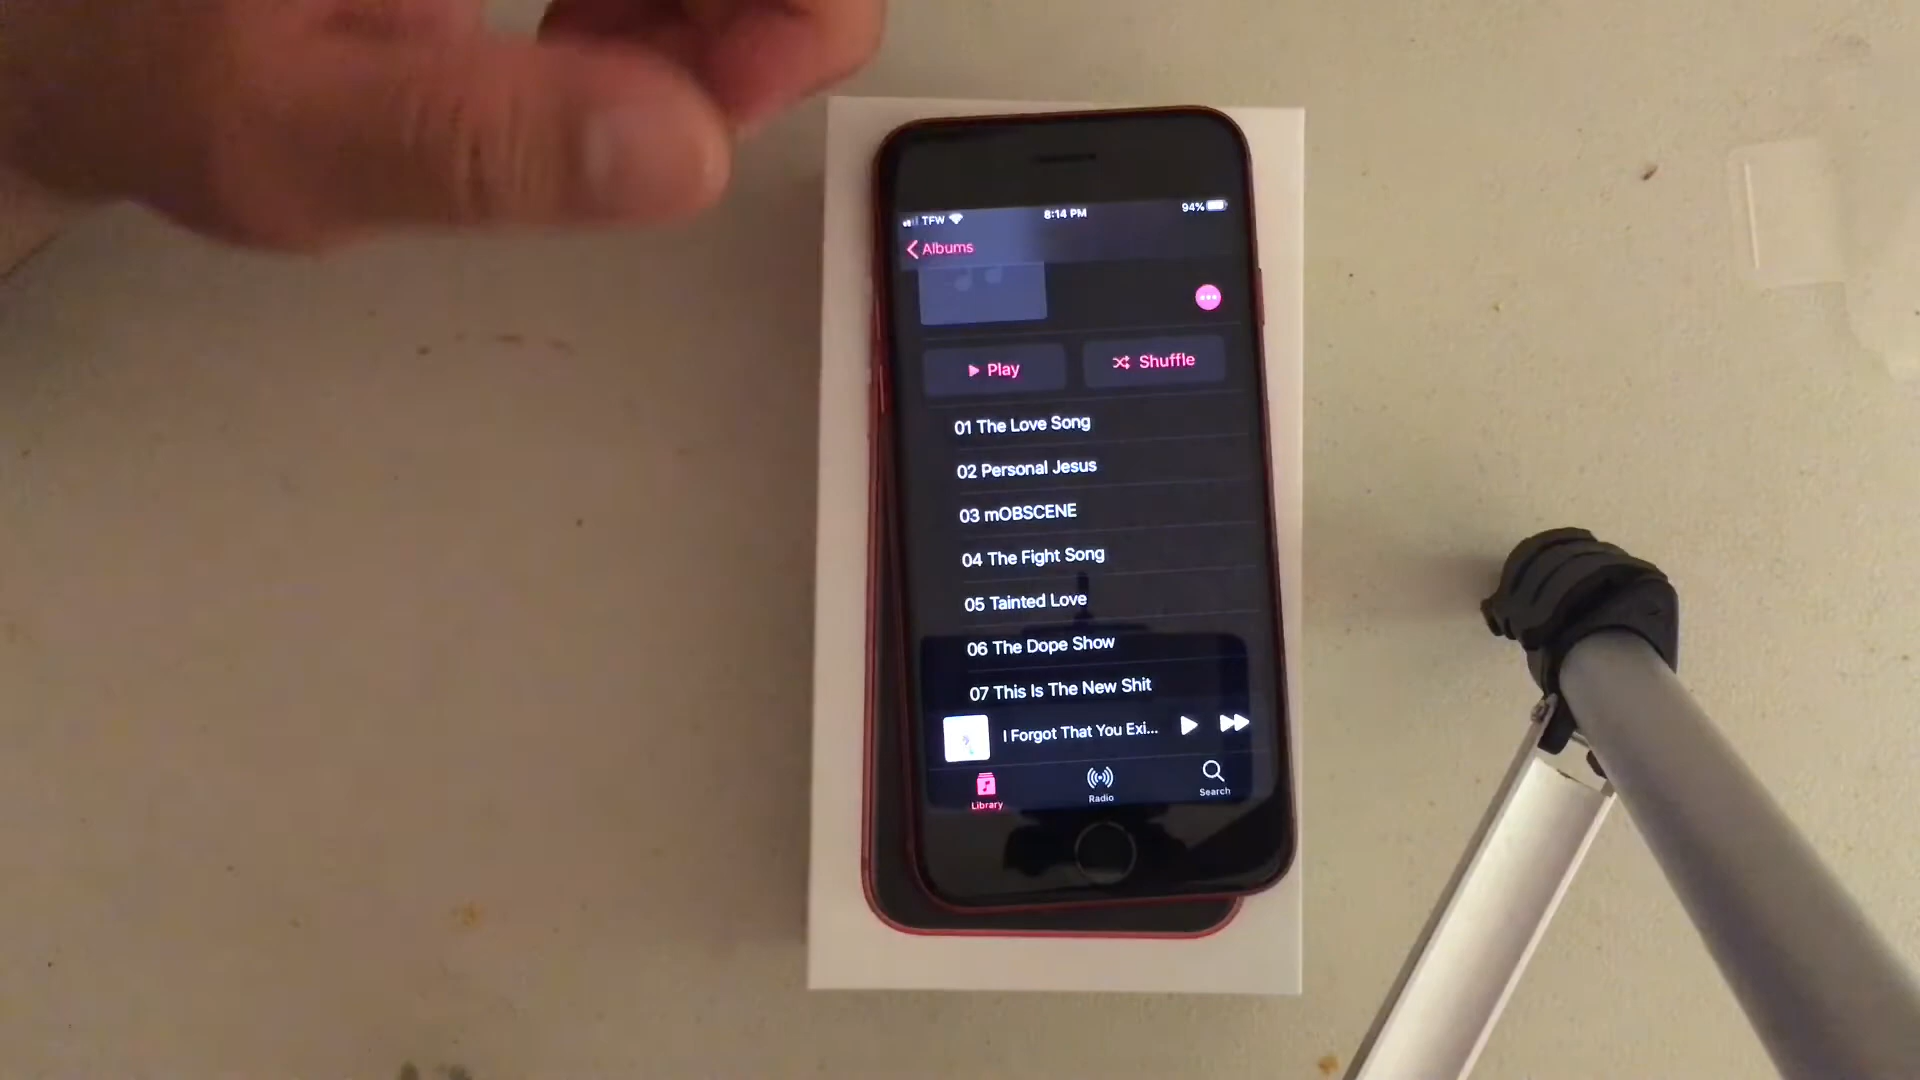 TFW 8:14 PM 94%
Albums
Play Shuffle
01 The Love Song
02 Personal Jesus
03 mOBSCENE
04 The Fight Song
05 Tainted Love
06 The Dope Show
07 This Is The New Shit
I Forgot That You Exi...
Library Radio Search